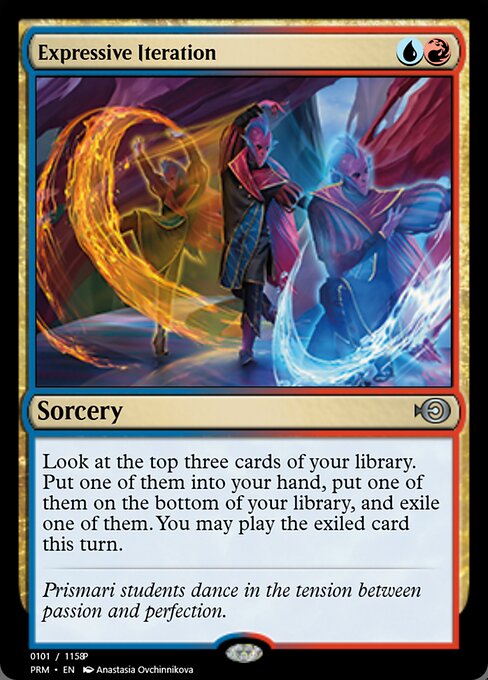 Expressive Iteration
Sorcery
Look at the top three cards of your library.
Put one of them into your hand, put one of
them on the bottom of your library, and exile
one of them. You may play the exiled card
this turn.
Prismari students dance in the tension between
passion and perfection.
0101 / 1158P
PRM • EN Anastasia Ovchinnikova